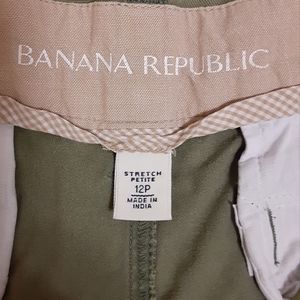 BANANA REPUBLIC
STRETCH
PETITE
12P
MADE IN
INDIA